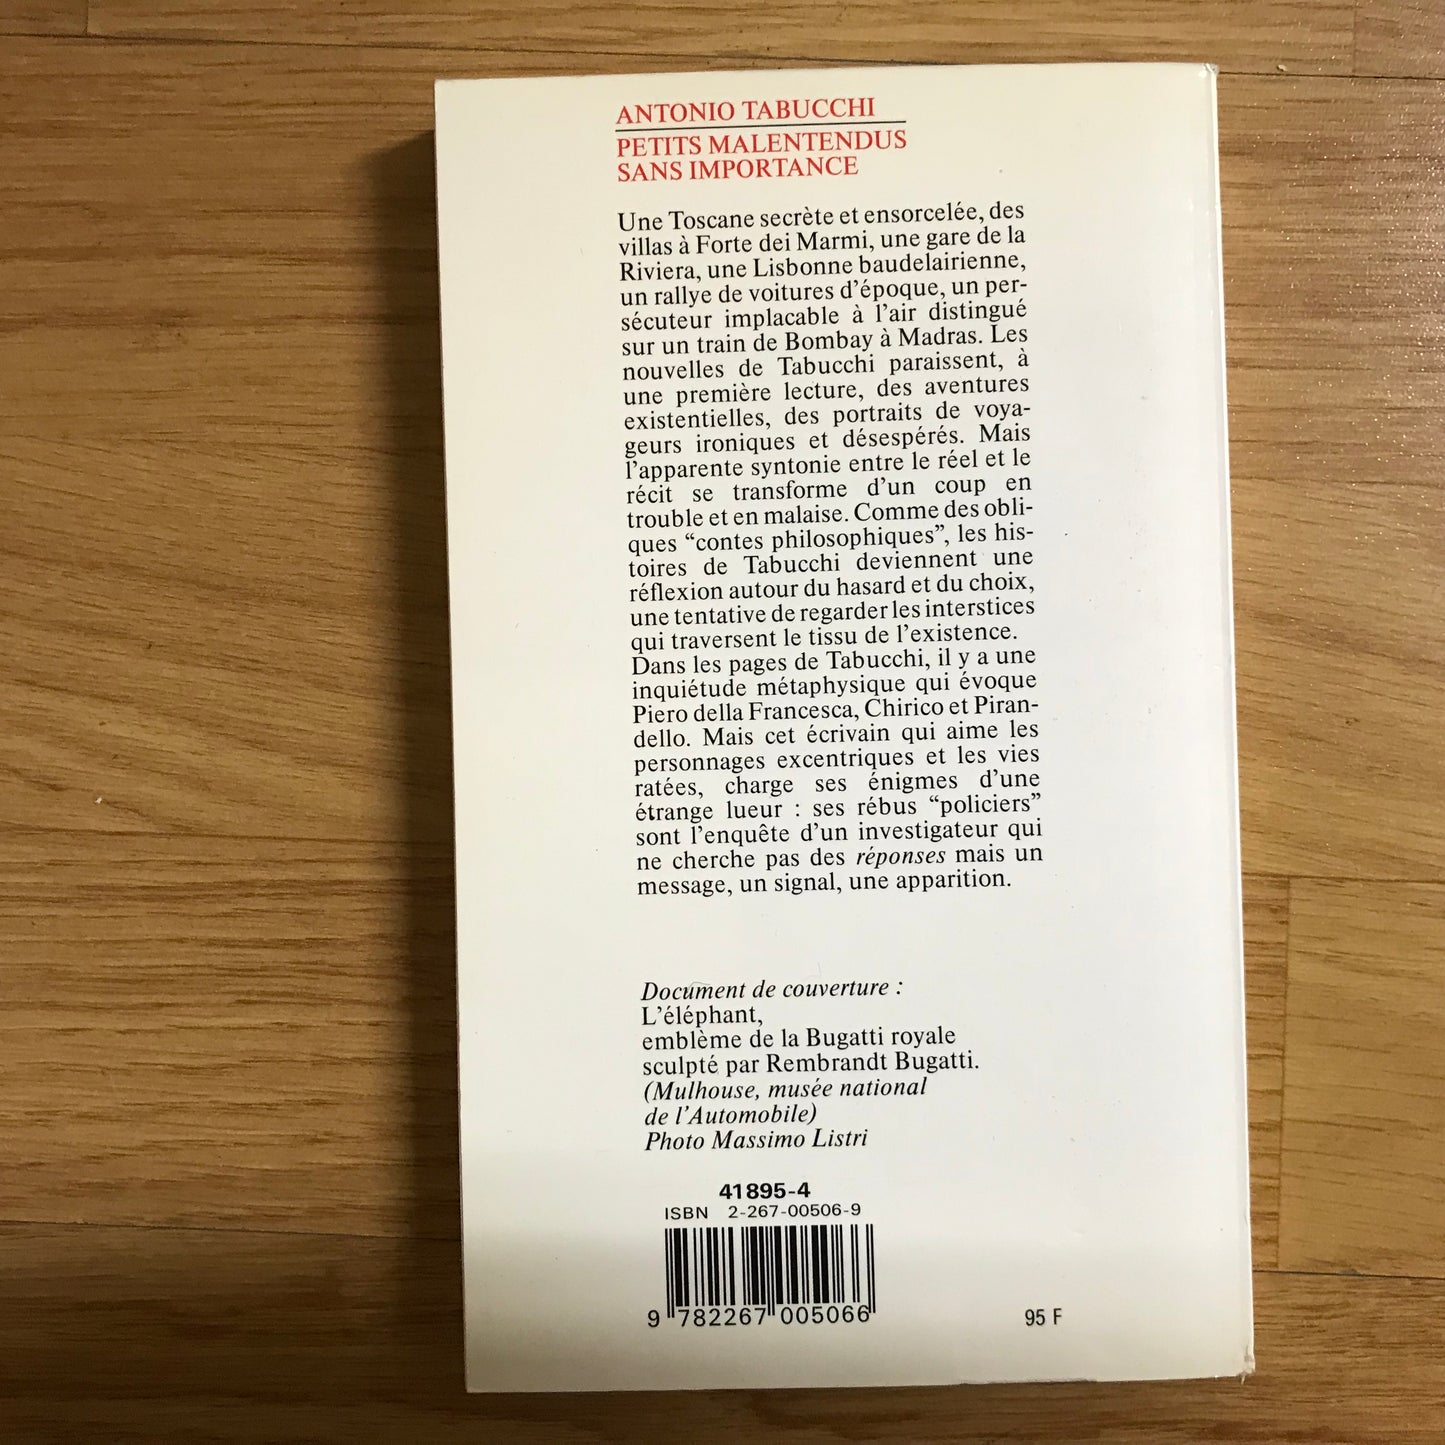 ANTONIO TABUCCHI
PETITS MALENTENDUS
SANS IMPORTANCE
Une Toscane secrète et ensorcelée, des
villas à Forte dei Marmi, une gare de la
Riviera, une Lisbonne baudelairienne,
un rallye de voitures d'époque, un per-
sécuteur implacable à l'air distingué
sur un train de Bombay à Madras. Les
nouvelles de Tabucchi paraissent, à
une première lecture, des aventures
existentielles, des portraits de voya-
geurs ironiques et désespérés. Mais
l'apparente syntonie entre le réel et le
récit se transforme d'un coup en
trouble et en malaise. Comme des obli-
ques “contes philosophiques”, les his-
toires de Tabucchi deviennent une
réflexion autour du hasard et du choix,
une tentative de regarder les interstices
qui traversent le tissu de l'existence.
Dans les pages de Tabucchi, il y a une
inquiétude métaphysique qui évoque
Piero della Francesca, Chirico et Piran-
dello. Mais cet écrivain qui aime les
personnages excentriques et les vies
ratées, charge ses énigmes d'une
étrange lueur : ses rébus “policiers”
sont l'enquête d'un investigateur qui
ne cherche pas des réponses mais un
message, un signal, une apparition.
Document de couverture :
L'éléphant,
emblème de la Bugatti royale
sculpté par Rembrandt Bugatti.
(Mulhouse, musée national
de l'Automobile)
Photo Massimo Listri
41895-4
ISBN 2-267-00506-9
9 782267 005066
95 F